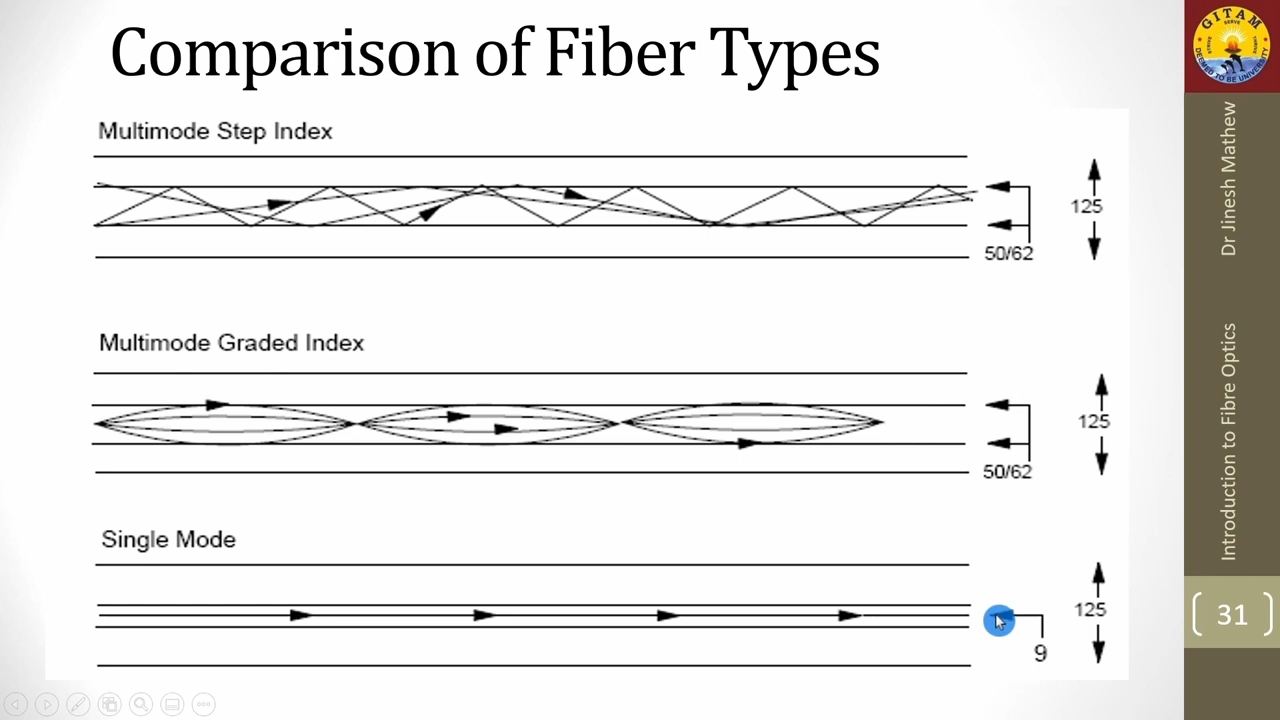 Comparison of Fiber Types
Multimode Step Index
125
50/62
Multimode Graded Index
125
50/62
Single Mode
125
9
GITAM
SERVE
DEEMED TO BE UNIVERSITY
Dr Jinesh Mathew
Introduction to Fibre Optics
31